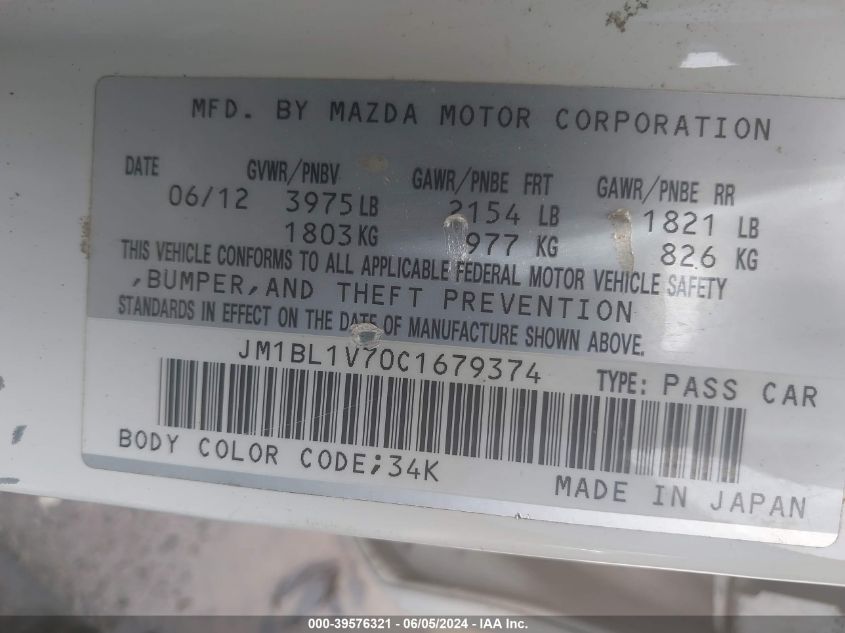 MFD. BY MAZDA MOTOR CORPORATION
DATE GVWR/PNBV GAWR/PNBE FRT GAWR/PNBE RR
06/12 3975 LB 2154 LB 1821 LB
1803 KG 977 KG 826 KG
THIS VEHICLE CONFORMS TO ALL APPLICABLE FEDERAL MOTOR VEHICLE SAFETY
,BUMPER,AND THEFT PREVENTION
STANDARDS IN EFFECT ON THE DATE OF MANUFACTURE SHOWN ABOVE.
JM1BL1V70C1679374 TYPE: PASS CAR
BODY COLOR CODE;34K
MADE IN JAPAN
000-39576321 - 06/05/2024 - IAA Inc.